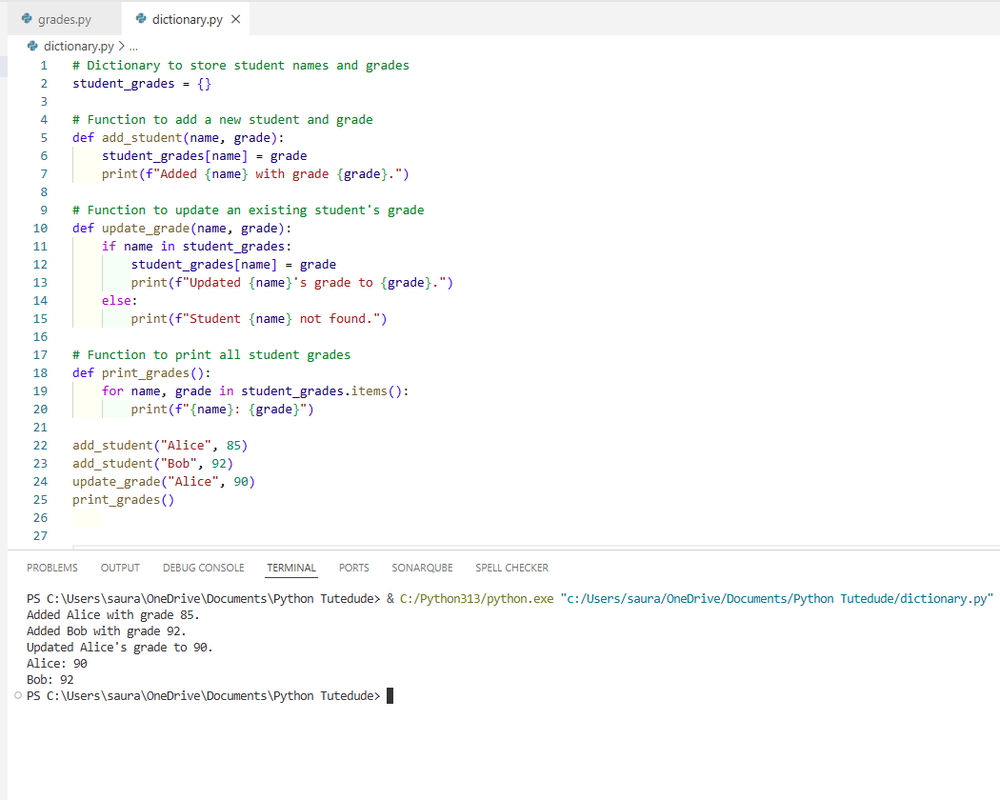 grades.py
dictionary.py ×
dictionary.py > ...
1 # Dictionary to store student names and grades
2 student_grades = {}
3
4 # Function to add a new student and grade
5 def add_student(name, grade):
6     student_grades[name] = grade
7     print(f"Added {name} with grade {grade}.")
8
9 # Function to update an existing student's grade
10 def update_grade(name, grade):
11     if name in student_grades:
12         student_grades[name] = grade
13         print(f"Updated {name}'s grade to {grade}.")
14     else:
15         print(f"Student {name} not found.")
16
17 # Function to print all student grades
18 def print_grades():
19     for name, grade in student_grades.items():
20         print(f"{name}: {grade}")
21
22 add_student("Alice", 85)
23 add_student("Bob", 92)
24 update_grade("Alice", 90)
25 print_grades()
26
27
PROBLEMS OUTPUT DEBUG CONSOLE TERMINAL PORTS SONARQUBE SPELL CHECKER
PS C:\Users\saura\OneDrive\Documents\Python Tutedude> & C:/Python313/python.exe "c:/Users/saura/OneDrive/Documents/Python Tutedude/dictionary.py"
Added Alice with grade 85.
Added Bob with grade 92.
Updated Alice's grade to 90.
Alice: 90
Bob: 92
PS C:\Users\saura\OneDrive\Documents\Python Tutedude>